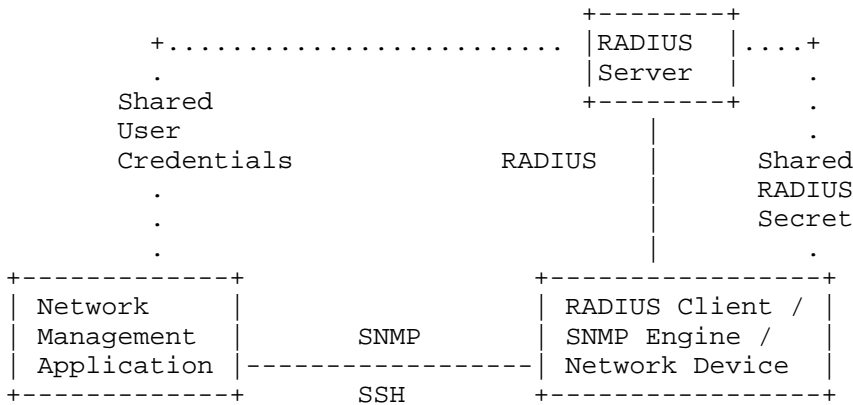 RADIUS
Server
Shared
User
Credentials
RADIUS
Shared
RADIUS
Secret
Network
Management
Application
SNMP
SSH
RADIUS Client /
SNMP Engine /
Network Device